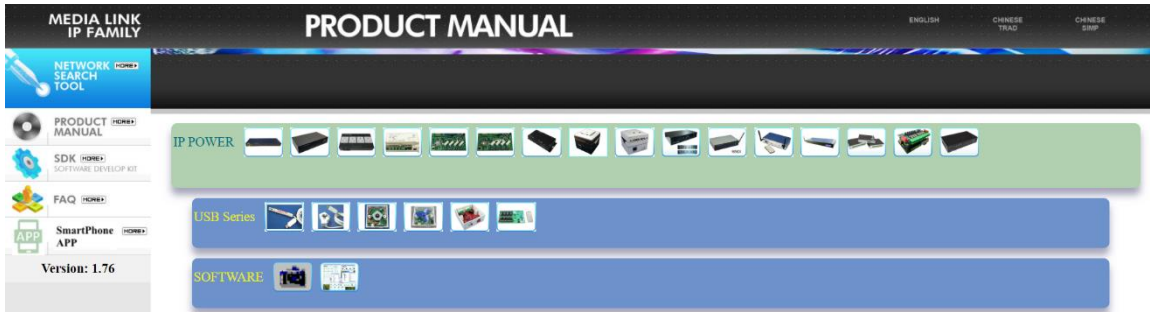 MEDIA LINK
IP FAMILY
PRODUCT MANUAL
ENGLISH
CHINESE
TRAD
CHINESE
SIMP
NETWORK MORE
SEARCH
TOOL
PRODUCT MORE
MANUAL
SDK MORE
SOFTWARE DEVELOP KIT
FAQ MORE
APP
SmartPhone MORE
APP
Version: 1.76
IP POWER
USB Series
SOFTWARE